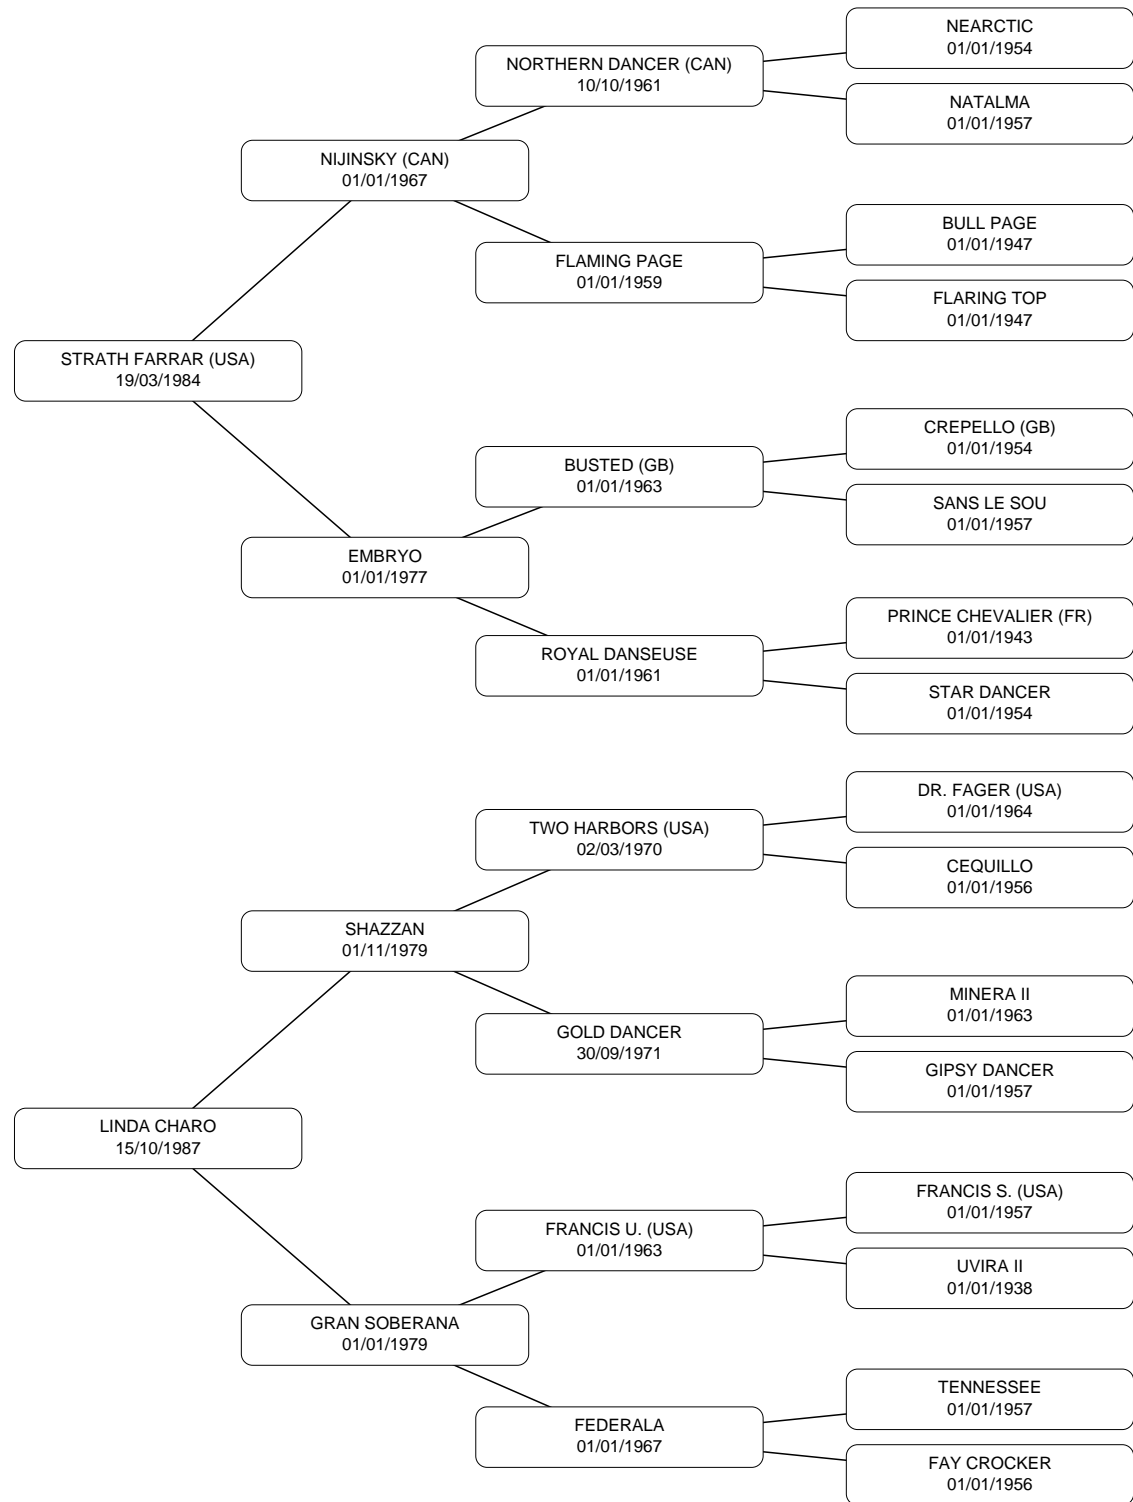 NEARCTIC
01/01/1954
NORTHERN DANCER (CAN)
10/10/1961
NATALMA
01/01/1957
NIJINSKY (CAN)
01/01/1967
BULL PAGE
01/01/1947
FLAMING PAGE
01/01/1959
FLARING TOP
01/01/1947
STRATH FARRAR (USA)
19/03/1984
CREPELLO (GB)
01/01/1954
BUSTED (GB)
01/01/1963
SANS LE SOU
01/01/1957
EMBRYO
01/01/1977
PRINCE CHEVALIER (FR)
01/01/1943
ROYAL DANSEUSE
01/01/1961
STAR DANCER
01/01/1954
DR. FAGER (USA)
01/01/1964
TWO HARBORS (USA)
02/03/1970
CEQUILLO
01/01/1956
SHAZZAN
01/11/1979
MINERA II
01/01/1963
GOLD DANCER
30/09/1971
GIPSY DANCER
01/01/1957
LINDA CHARO
15/10/1987
FRANCIS S. (USA)
01/01/1957
FRANCIS U. (USA)
01/01/1963
UVIRA II
01/01/1938
GRAN SOBERANA
01/01/1979
TENNESSEE
01/01/1957
FEDERALA
01/01/1967
FAY CROCKER
01/01/1956